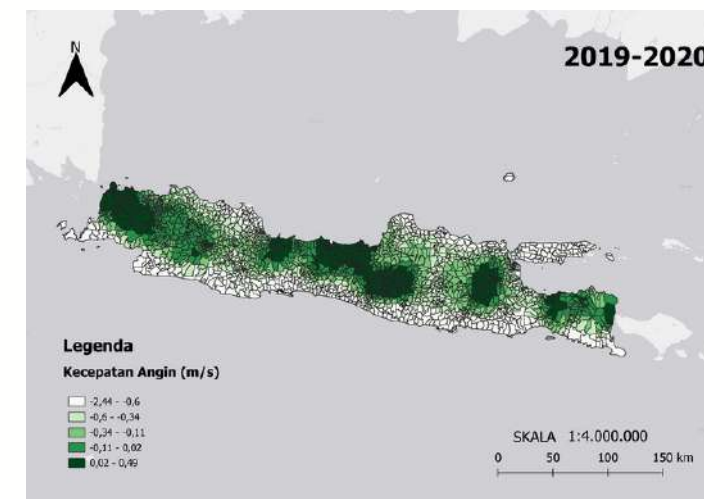 N
2019-2020
Legenda
Kecepatan Angin (m/s)
-2,44 - -0,6
-0,6 - -0,34
-0,34 - -0,11
-0,11 - 0,02
0,02 - 0,49
SKALA 1:4.000.000
0 50 100 150 km